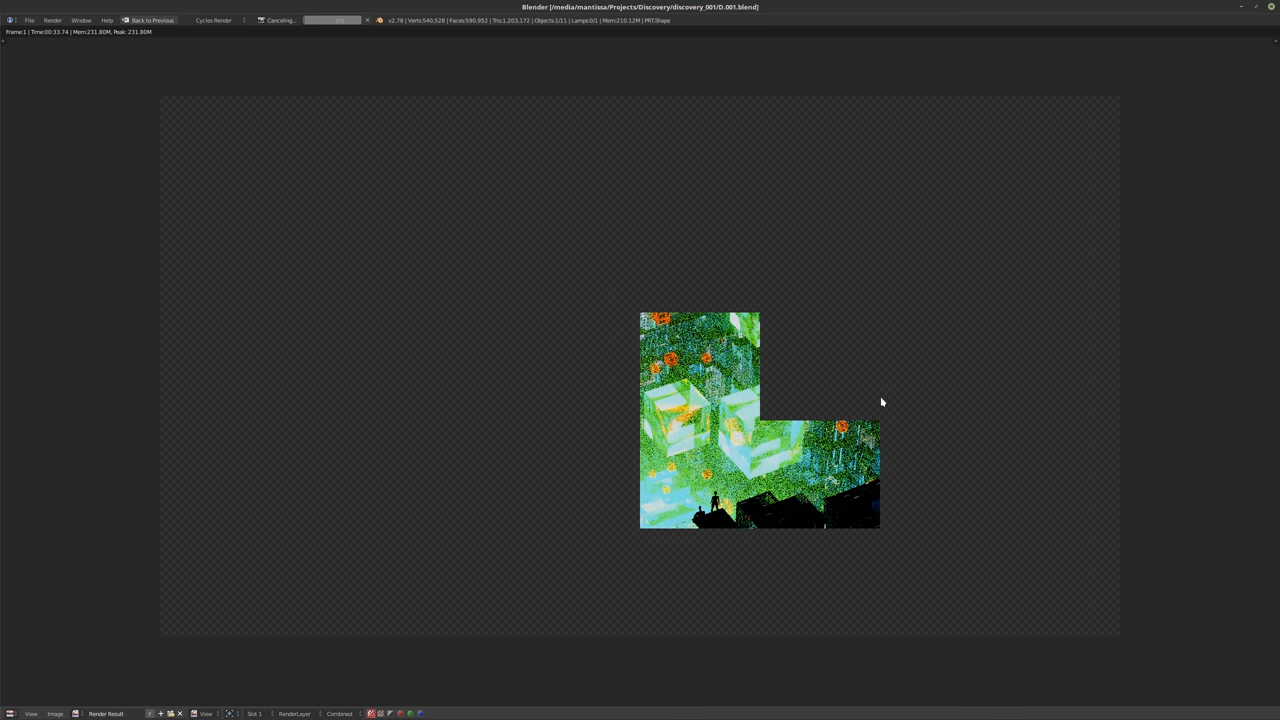 Blender [/media/mantissa/Projects/Discovery/discovery_001/D.001.blend]
File Render Window Help Back to Previous Cycles Render Canceling... v2.78 | Verts:540,528 | Faces:590,952 | Tris:1,203,172 | Objects:1/11 | Lamps:0/1 | Mem:210.12M | PRT.Shape
Frame:1 | Time:00:33.74 | Mem:231.80M, Peak: 231.80M
View Image Render Result F View Slot 1 RenderLayer Combined